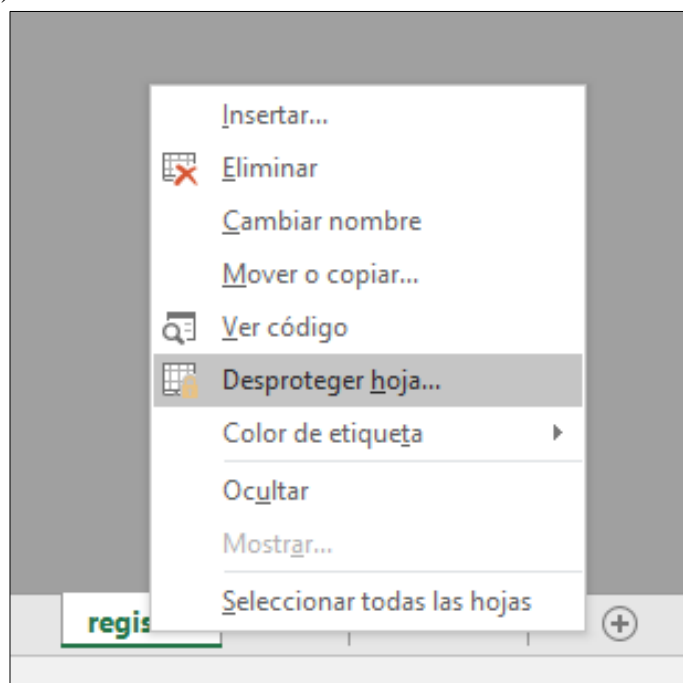 Insertar...
Eliminar
Cambiar nombre
Mover o copiar...
Ver código
Desproteger hoja...
Color de etiqueta
Ocultar
Mostrar...
Seleccionar todas las hojas
regis